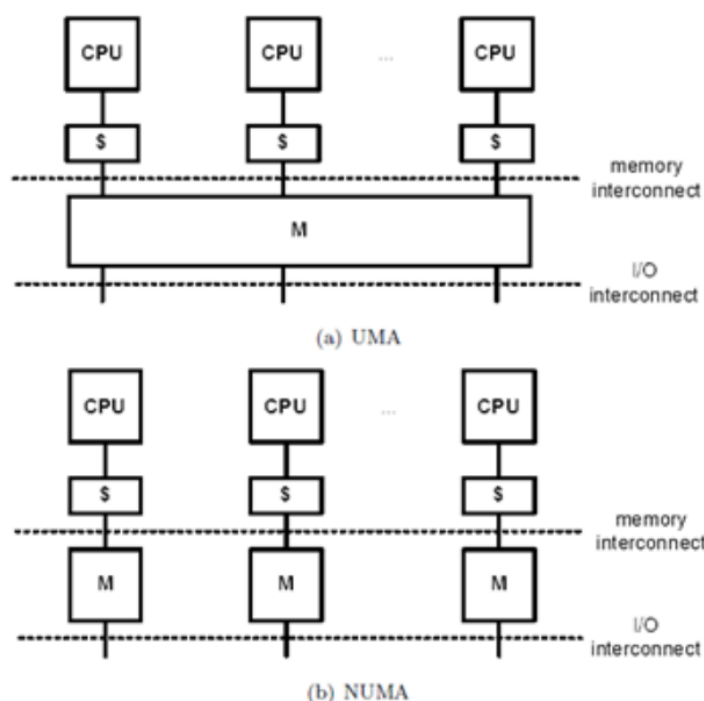 CPU CPU ... CPU
$ $ $
memory
interconnect
M
I/O
interconnect
(a) UMA
CPU CPU ... CPU
$ $ $
memory
interconnect
M M M
I/O
interconnect
(b) NUMA